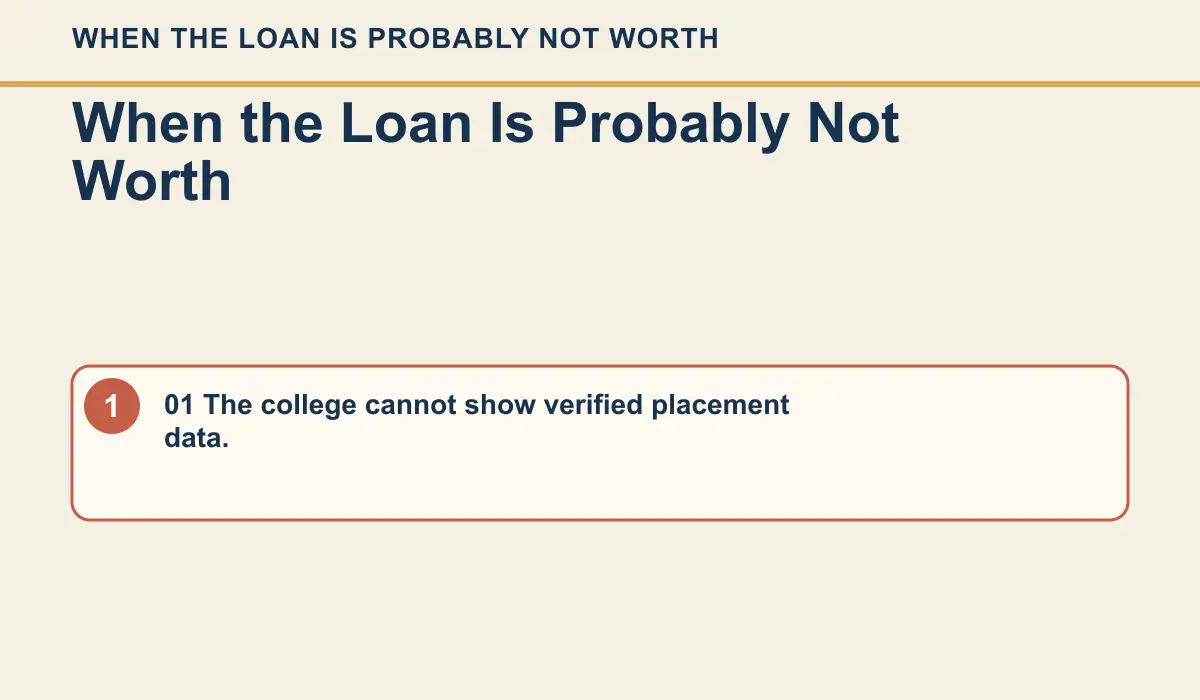 WHEN THE LOAN IS PROBABLY NOT WORTH
When the Loan Is Probably Not
Worth
1
01 The college cannot show verified placement
data.